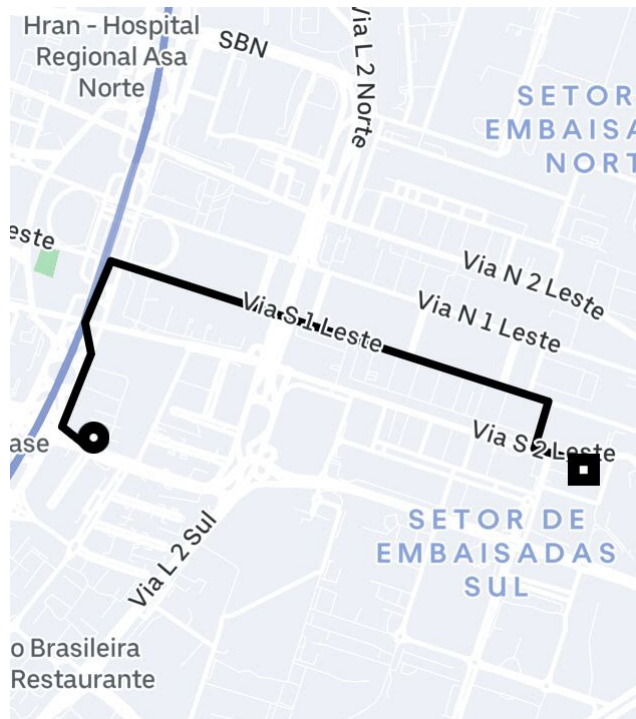 Hran - Hospital
Regional Asa
Norte
SBN
Via L 2 Norte
SETOR
EMBAISA
NORT
este
Via N 2 Leste
Via N 1 Leste
Via S 1 Leste
Via S 2 Leste
ase
SETOR DE
EMBAISADAS
SUL
Via L 2 Sul
o Brasileira
Restaurante